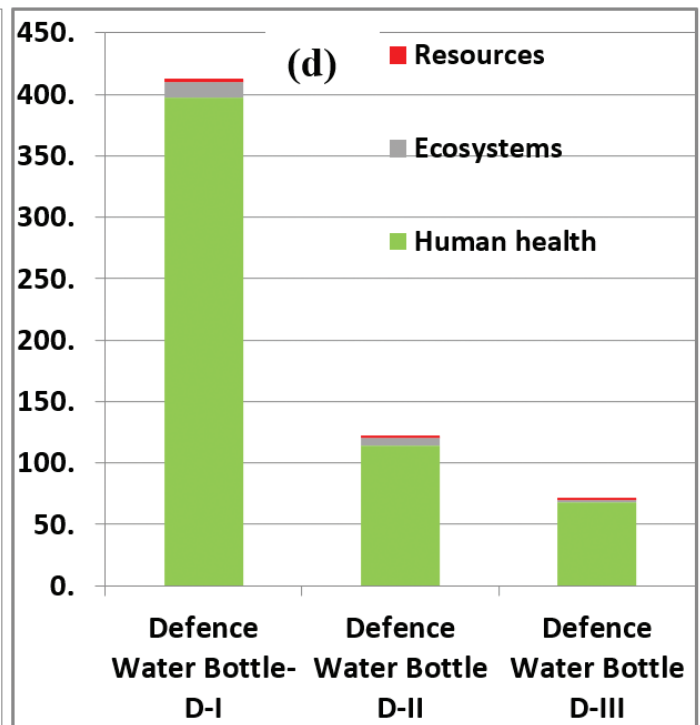 450.
400.
350.
300.
250.
200.
150.
100.
50.
0.
(d)
Resources
Ecosystems
Human health
Defence
Water Bottle-
D-I
Defence
Water Bottle
D-II
Defence
Water Bottle
D-III